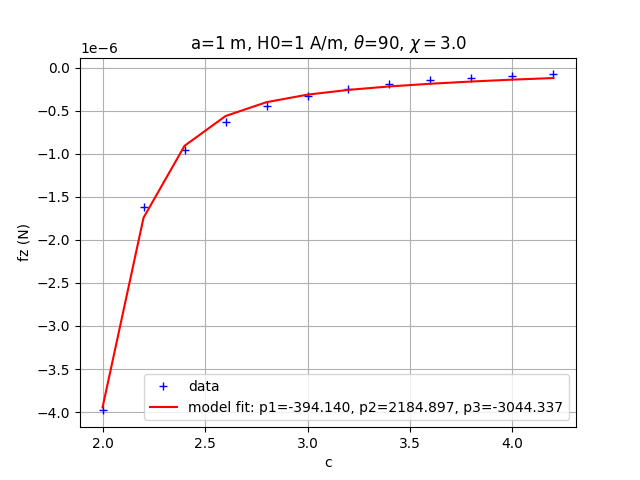 a=1 m, H0=1 A/m, θ=90, χ = 3.0
1e−6
0.0
−0.5
−1.0
−1.5
−2.0
−2.5
−3.0
−3.5
−4.0
fz (N)
data
model fit: p1=-394.140, p2=2184.897, p3=-3044.337
2.0 2.5 3.0 3.5 4.0
c